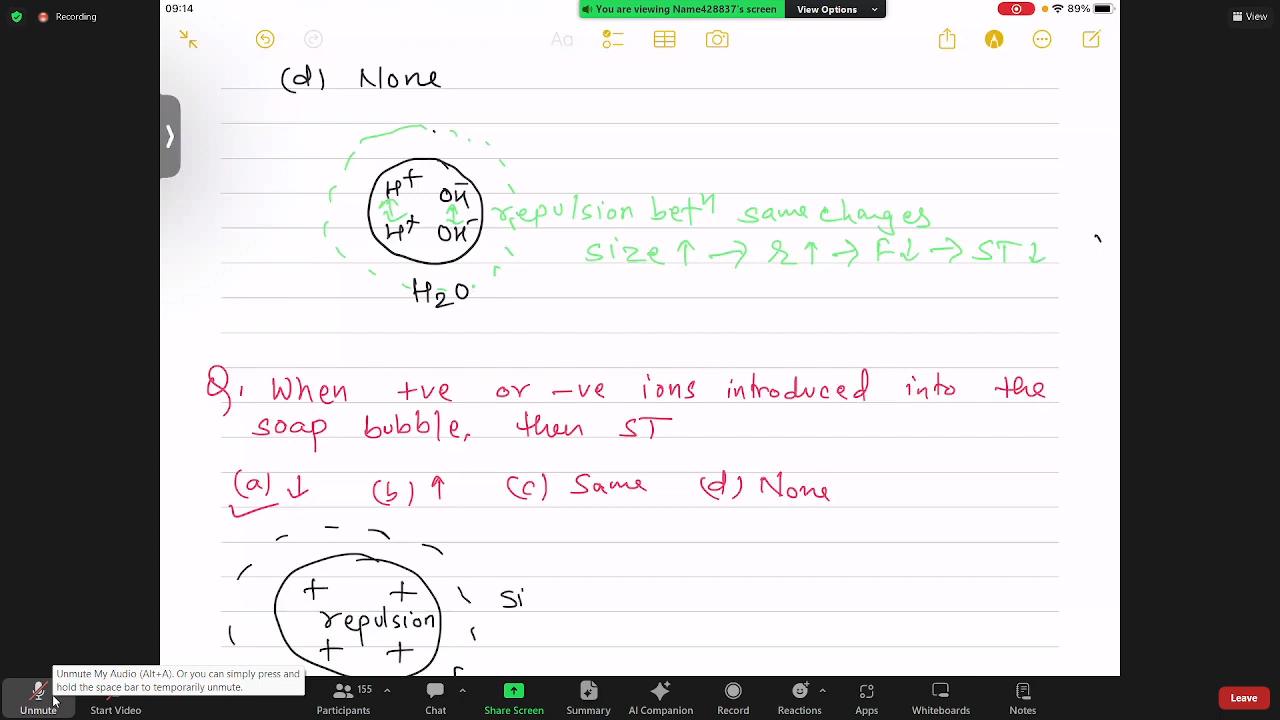 09:14
Recording
You are viewing Name428837's screen
View Options
89%
View
Aa
(d) None
H+ OH-
H+ OH-
H2O
repulsion betⁿ same changes
size ↑ → r ↑ → F↓ → ST↓
Q. When +ve or -ve ions introduced into the
soap bubble, then ST
(a) ↓ (b) ↑ (c) Same (d) None
+ +
repulsion
+ +
Si
Unmute My Audio (Alt+A). Or you can simply press and
hold the space bar to temporarily unmute.
155
Unmute
Start Video
Participants
Chat
Share Screen
Summary
AI Companion
Record
Reactions
Apps
Whiteboards
Notes
Leave